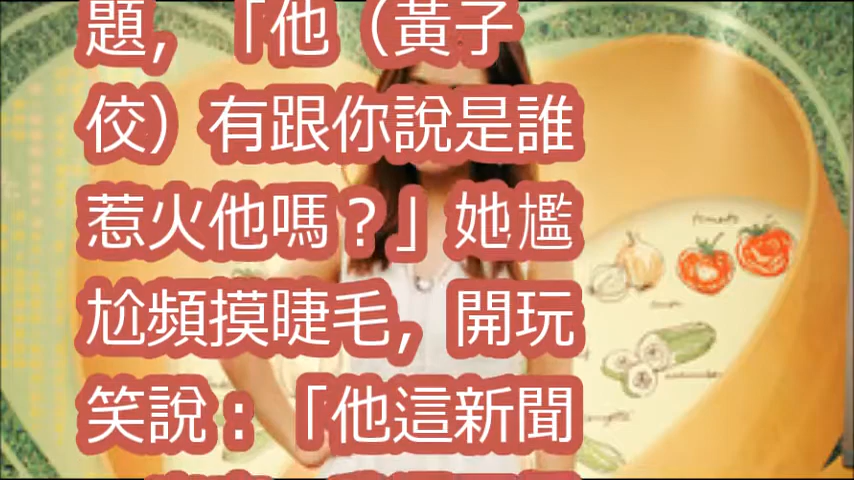 題，「他（黃子
佼）有跟你說是誰
惹火他嗎？」她尷
尬頻摸睫毛，開玩
笑說：「他這新聞
tomato